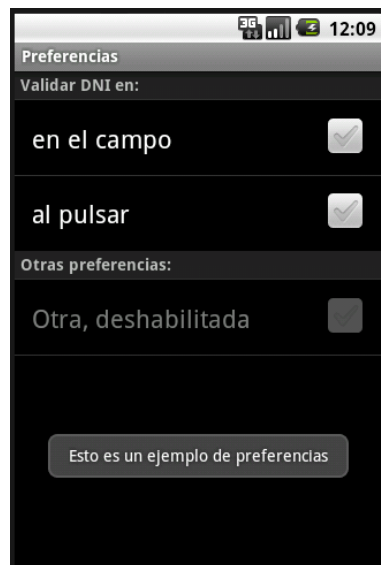 3G 12:09
Preferencias
Validar DNI en:
en el campo
al pulsar
Otras preferencias:
Otra, deshabilitada
Esto es un ejemplo de preferencias